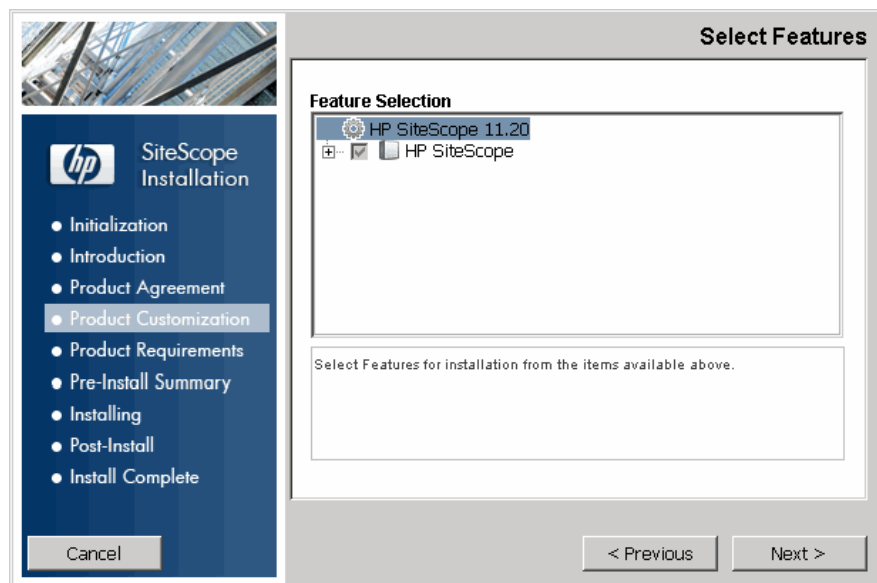 Select Features
hp
SiteScope
Installation
Initialization
Introduction
Product Agreement
Product Customization
Product Requirements
Pre-Install Summary
Installing
Post-Install
Install Complete
Feature Selection
HP SiteScope 11.20
HP SiteScope
Select Features for installation from the items available above.
Cancel
< Previous
Next >